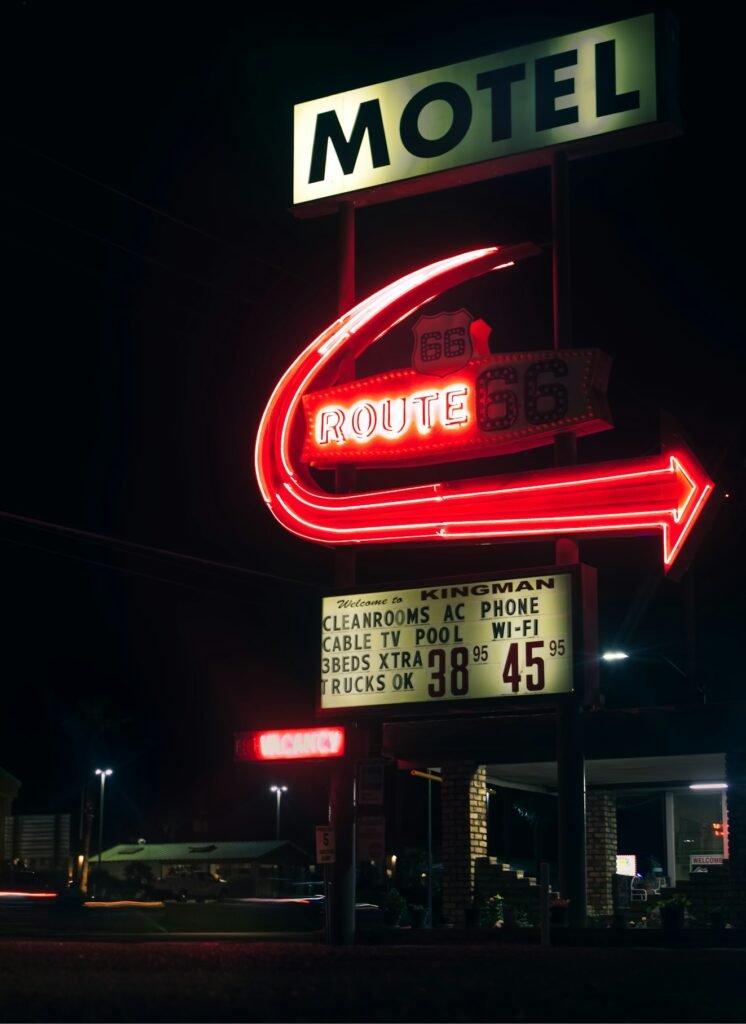 MOTEL
66
ROUTE 66
Welcome to KINGMAN
CLEANROOMS AC PHONE
CABLE TV POOL WI-FI
3BEDS XTRA 38 95 45 95
TRUCKS OK
VACANCY
5
WELCOME